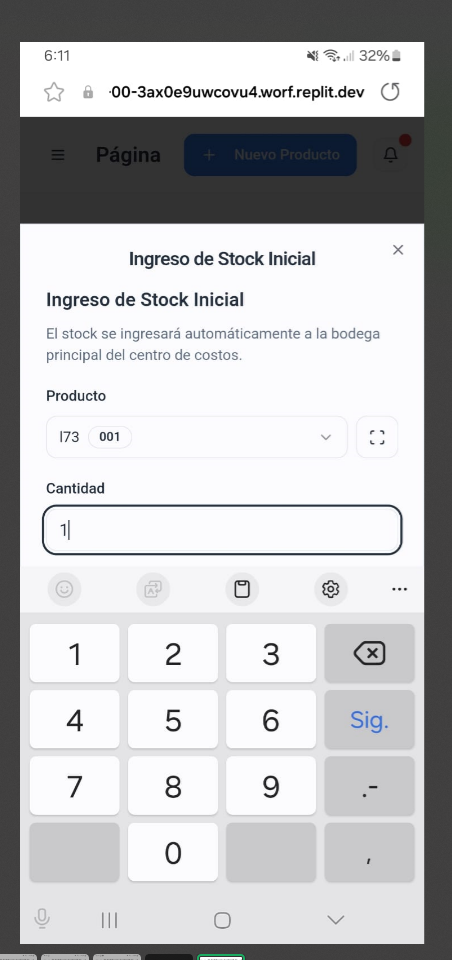 6:11
32%
00-3ax0e9uwcovu4.worf.replit.dev
Página
+ Nuevo Producto
Ingreso de Stock Inicial
Ingreso de Stock Inicial
El stock se ingresará automáticamente a la bodega
principal del centro de costos.
Producto
l73 001
Cantidad
1
1 2 3
4 5 6 Sig.
7 8 9 .-
0 ,